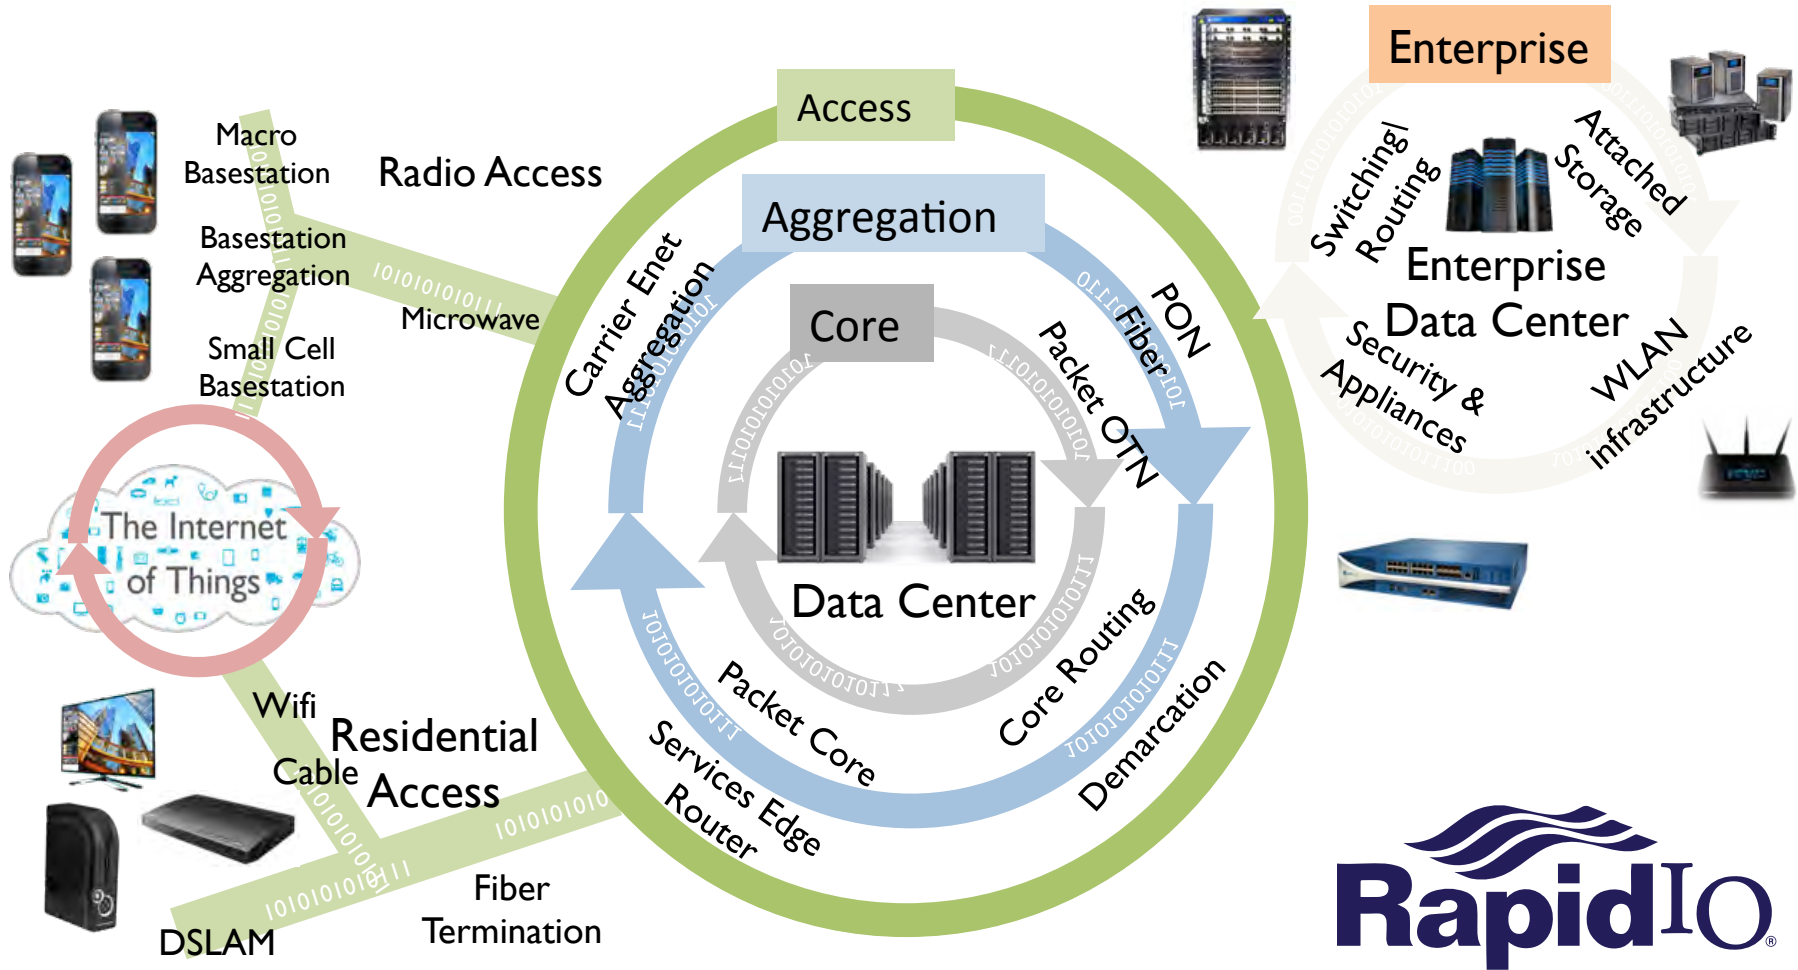 Enterprise
Access
Macro
Basestation
Radio Access
Switching|
Routing
Attached
Storage
Aggregation
Basestation
Aggregation
Carrier Enet
Aggregation
PON
Fiber
Enterprise
Data Center
Microwave
Core
Packet OTN
Small Cell
Basestation
Security &
Appliances
WLAN
infrastructure
The Internet
of Things
Data Center
Packet Core
Core Routing
Wifi
Residential
Access
Cable
Services Edge
Router
Demarcation
Fiber
Termination
DSLAM
RapidIO®